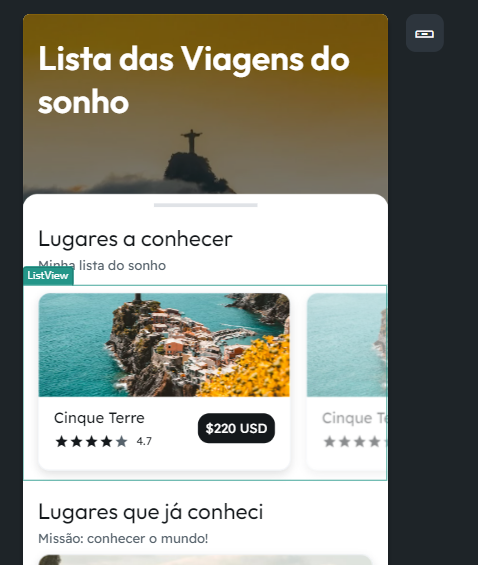 Lista das Viagens do
sonho
Lugares a conhecer
Minha lista do sonho
ListView
Cinque Terre
4.7
$220 USD
Cinque Te
Lugares que já conheci
Missão: conhecer o mundo!